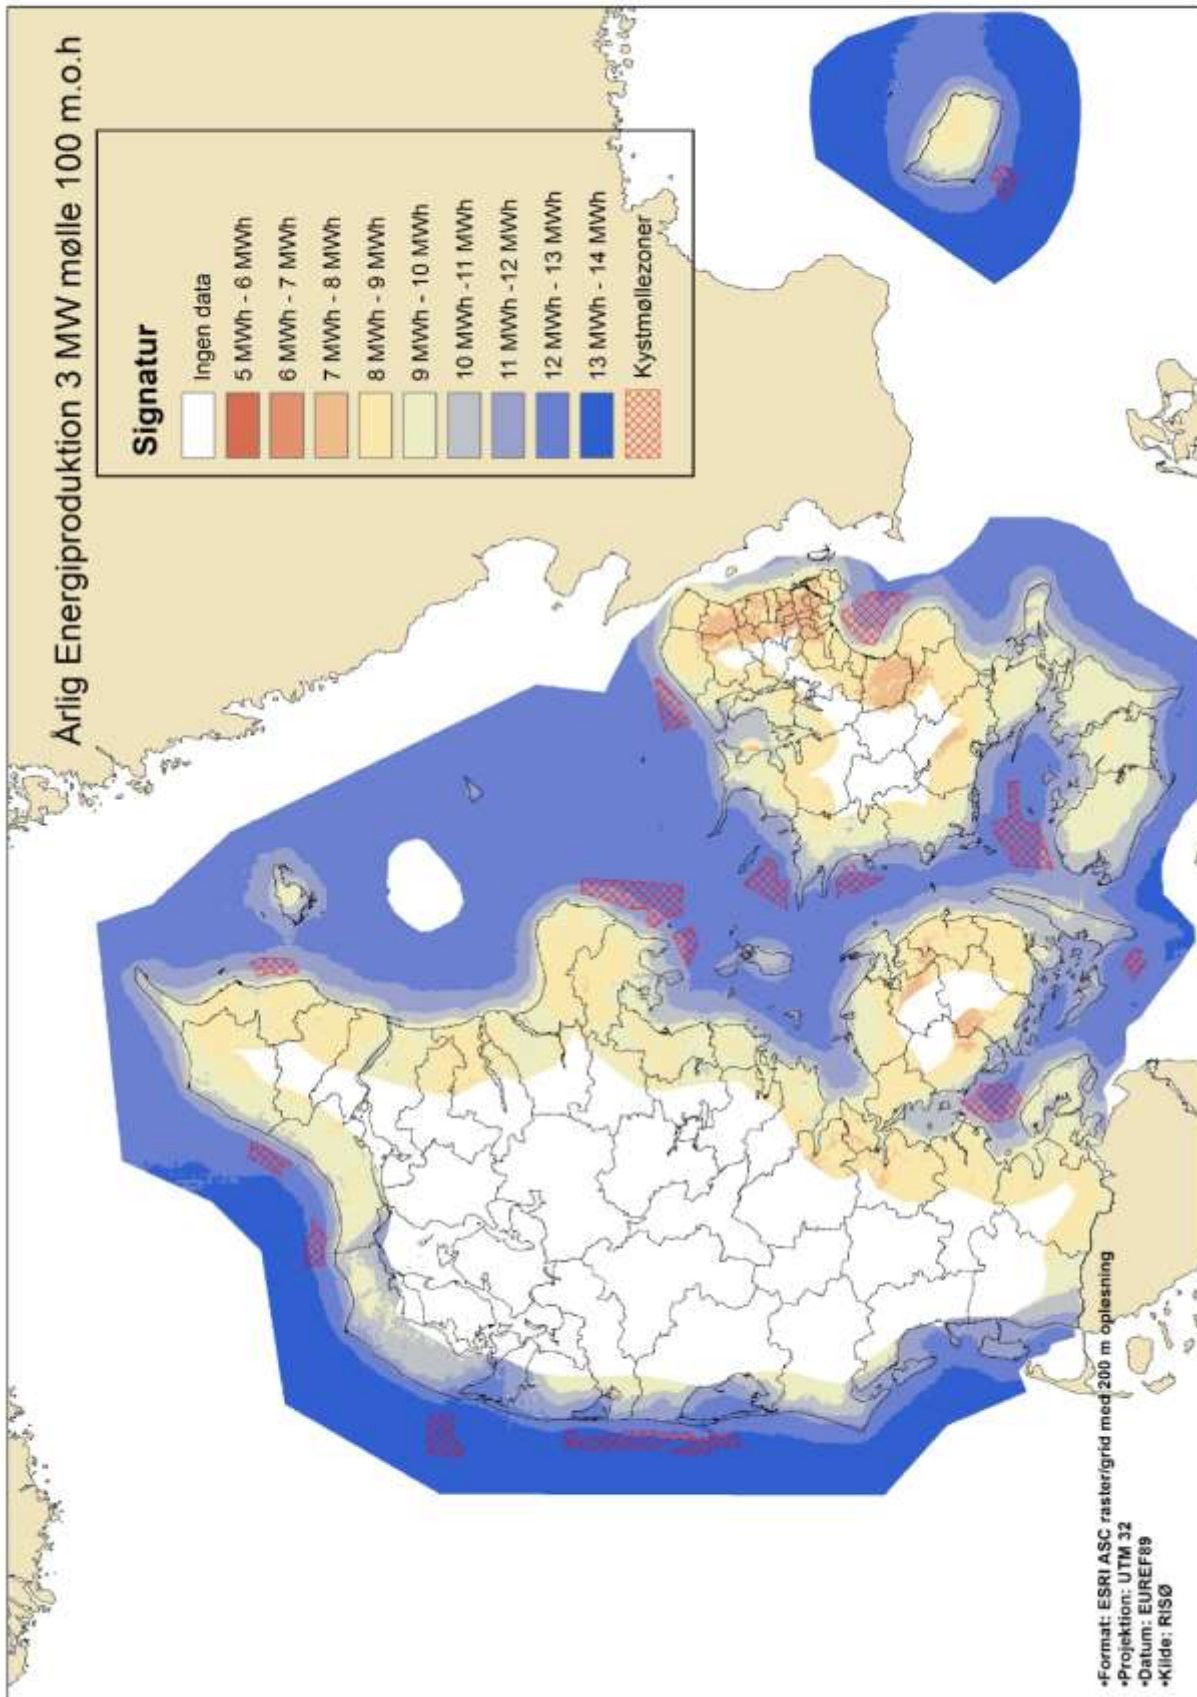 Årlig Energiproduktion 3 MW mølle 100 m.o.h
Signatur
Ingen data
5 MWh - 6 MWh
6 MWh - 7 MWh
7 MWh - 8 MWh
8 MWh - 9 MWh
9 MWh - 10 MWh
10 MWh -11 MWh
11 MWh -12 MWh
12 MWh - 13 MWh
13 MWh - 14 MWh
Kystmøllezoner
•Format: ESRI ASC raster/grid med 200 m opløsning
•Projektion: UTM 32
•Datum: EUREF89
•Kilde: RISØ